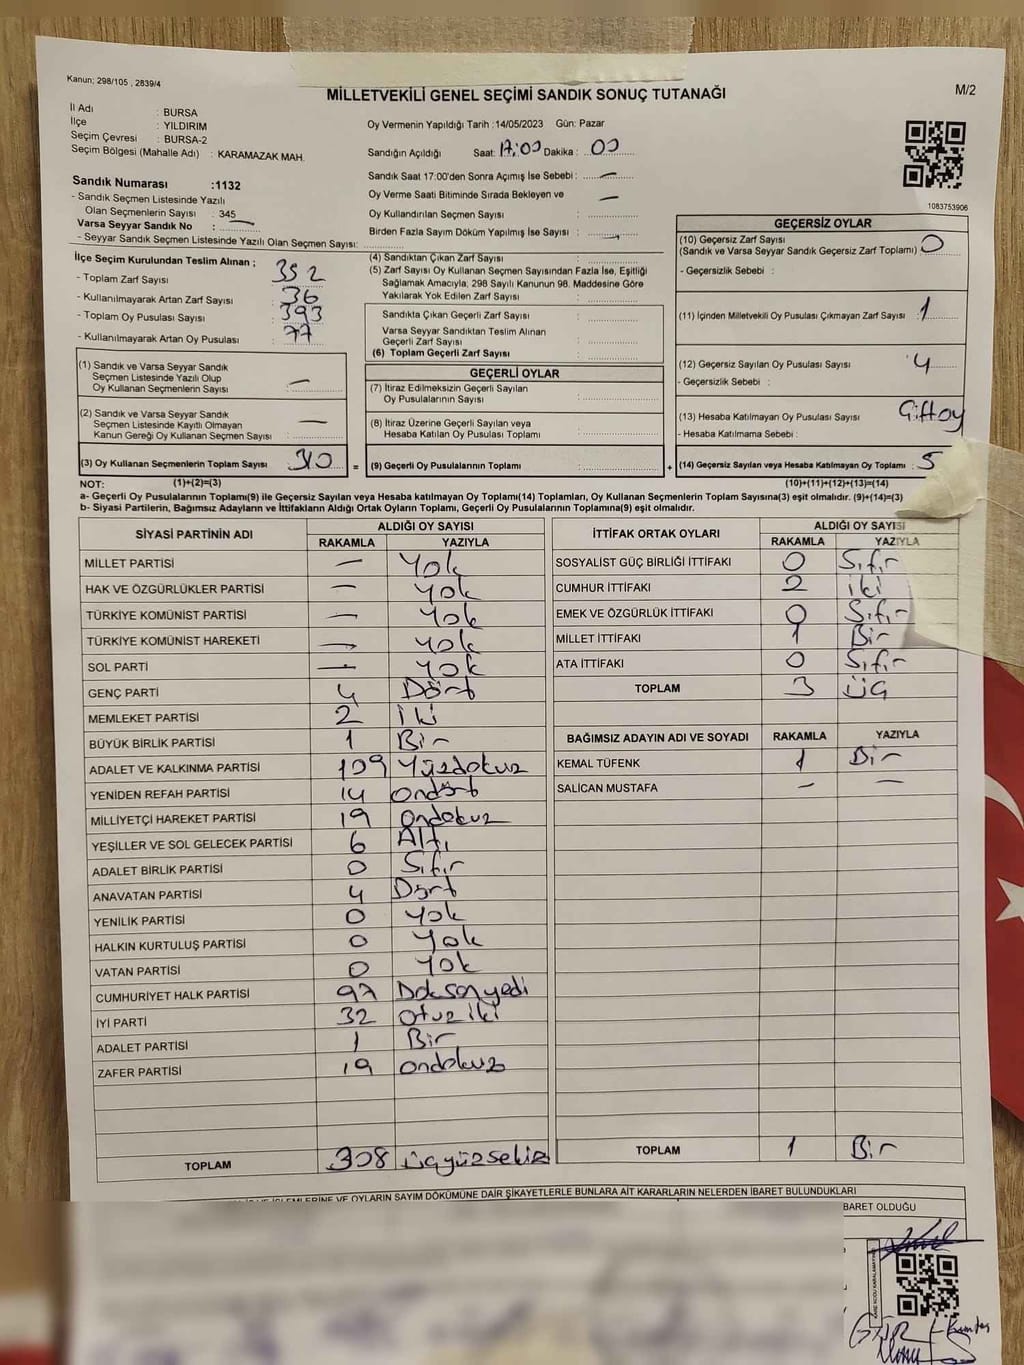 Kanun; 298/105 , 2839/4
MİLLETVEKİLİ GENEL SEÇİMİ SANDIK SONUÇ TUTANAĞI
M/2
İl Adı : BURSA
İlçe : YILDIRIM
Seçim Çevresi : BURSA-2
Seçim Bölgesi (Mahalle Adı) : KARAMAZAK MAH.
Sandık Numarası :1132
- Sandık Seçmen Listesinde Yazılı
Olan Seçmenlerin Sayısı : 345
Varsa Seyyar Sandık No : —
- Seyyar Sandık Seçmen Listesinde Yazılı Olan Seçmen Sayısı:
Oy Vermenin Yapıldığı Tarih :14/05/2023 Gün: Pazar
Sandığın Açıldığı Saat: 17:00 Dakika : 00
Sandık Saat 17:00'den Sonra Açımış İse Sebebi : —
Oy Verme Saati Bitiminde Sırada Bekleyen ve —
Oy Kullandırılan Seçmen Sayısı :
Birden Fazla Sayım Döküm Yapılmış İse Sayısı : —
1083753906
İlçe Seçim Kurulundan Teslim Alınan ;
- Toplam Zarf Sayısı : 352
- Kullanılmayarak Artan Zarf Sayısı : 36
- Toplam Oy Pusulası Sayısı : 393
- Kullanılmayarak Artan Oy Pusulası : 77
(1) Sandık ve Varsa Seyyar Sandık
Seçmen Listesinde Yazılı Olup
Oy Kullanan Seçmenlerin Sayısı : —
(2) Sandık ve Varsa Seyyar Sandık
Seçmen Listesinde Kayıtlı Olmayan
Kanun Gereği Oy Kullanan Seçmen Sayısı : —
(3) Oy Kullanan Seçmenlerin Toplam Sayısı : 310 =
(4) Sandıktan Çıkan Zarf Sayısı :
(5) Zarf Sayısı Oy Kullanan Seçmen Sayısından Fazla İse, Eşitliği
Sağlamak Amacıyla; 298 Sayılı Kanunun 98. Maddesine Göre
Yakılarak Yok Edilen Zarf Sayısı :
Sandıkta Çıkan Geçerli Zarf Sayısı :
Varsa Seyyar Sandıktan Teslim Alınan
Geçerli Zarf Sayısı :
(6) Toplam Geçerli Zarf Sayısı :
GEÇERLİ OYLAR
(7) İtiraz Edilmeksizin Geçerli Sayılan
Oy Pusulalarının Sayısı :
(8) İtiraz Üzerine Geçerli Sayılan veya
Hesaba Katılan Oy Pusulası Toplamı :
(9) Geçerli Oy Pusulalarının Toplamı : +
GEÇERSİZ OYLAR
(10) Geçersiz Zarf Sayısı
(Sandık ve Varsa Seyyar Sandık Geçersiz Zarf Toplamı) : 0
- Geçersizlik Sebebi :
(11) İçinden Milletvekili Oy Pusulası Çıkmayan Zarf Sayısı : 1
(12) Geçersiz Sayılan Oy Pusulası Sayısı : 4
- Geçersizlik Sebebi :
(13) Hesaba Katılmayan Oy Pusulası Sayısı : Çiftoy
- Hesaba Katılmama Sebebi :
(14) Geçersiz Sayılan veya Hesaba Katılmayan Oy Toplamı : 5
NOT: (1)+(2)=(3) (10)+(11)+(12)+(13)=(14)
a- Geçerli Oy Pusulalarının Toplamı(9) ile Geçersiz Sayılan veya Hesaba katılmayan Oy Toplamı(14) Toplamları, Oy Kullanan Seçmenlerin Toplam Sayısına(3) eşit olmalıdır. (9)+(14)=(3)
b- Siyasi Partilerin, Bağımsız Adayların ve İttifakların Aldığı Ortak Oyların Toplamı, Geçerli Oy Pusulalarının Toplamına(9) eşit olmalıdır.
SİYASİ PARTİNİN ADI ALDIĞI OY SAYISI
RAKAMLA YAZIYLA
MİLLET PARTİSİ — Yok
HAK VE ÖZGÜRLÜKLER PARTİSİ — Yok
TÜRKİYE KOMÜNİST PARTİSİ — Yok
TÜRKİYE KOMÜNİST HAREKETİ — Yok
SOL PARTİ — Yok
GENÇ PARTİ 4 Dört
MEMLEKET PARTİSİ 2 İki
BÜYÜK BİRLİK PARTİSİ 1 Bir
ADALET VE KALKINMA PARTİSİ 109 Yüzdokuz
YENİDEN REFAH PARTİSİ 14 Ondört
MİLLİYETÇİ HAREKET PARTİSİ 19 Ondokuz
YEŞİLLER VE SOL GELECEK PARTİSİ 6 Altı
ADALET BİRLİK PARTİSİ 0 Sıfır
ANAVATAN PARTİSİ 4 Dört
YENİLİK PARTİSİ 0 Yok
HALKIN KURTULUŞ PARTİSİ 0 Yok
VATAN PARTİSİ 0 Yok
CUMHURİYET HALK PARTİSİ 97 Doksanyedi
İYİ PARTİ 32 Otuziki
ADALET PARTİSİ 1 Bir
ZAFER PARTİSİ 19 Ondokuz
TOPLAM 308 Üçyüzsekiz
İTTİFAK ORTAK OYLARI ALDIĞI OY SAYISI
RAKAMLA YAZIYLA
SOSYALİST GÜÇ BİRLİĞİ İTTİFAKI 0 Sıfır
CUMHUR İTTİFAKI 2 iki
EMEK VE ÖZGÜRLÜK İTTİFAKI 0 Sıfır
MİLLET İTTİFAKI 1 Bir
ATA İTTİFAKI 0 Sıfır
TOPLAM 3 Üç
BAĞIMSIZ ADAYIN ADI VE SOYADI RAKAMLA YAZIYLA
KEMAL TÜFENK 1 Bir
SALİCAN MUSTAFA — —
TOPLAM 1 Bir
İŞLEMLERİNE VE OYLARIN SAYIM DÖKÜMÜNE DAİR ŞİKAYETLERLE BUNLARA AİT KARARLARIN NELERDEN İBARET BULUNDUKLARI
BARET OLDUĞU